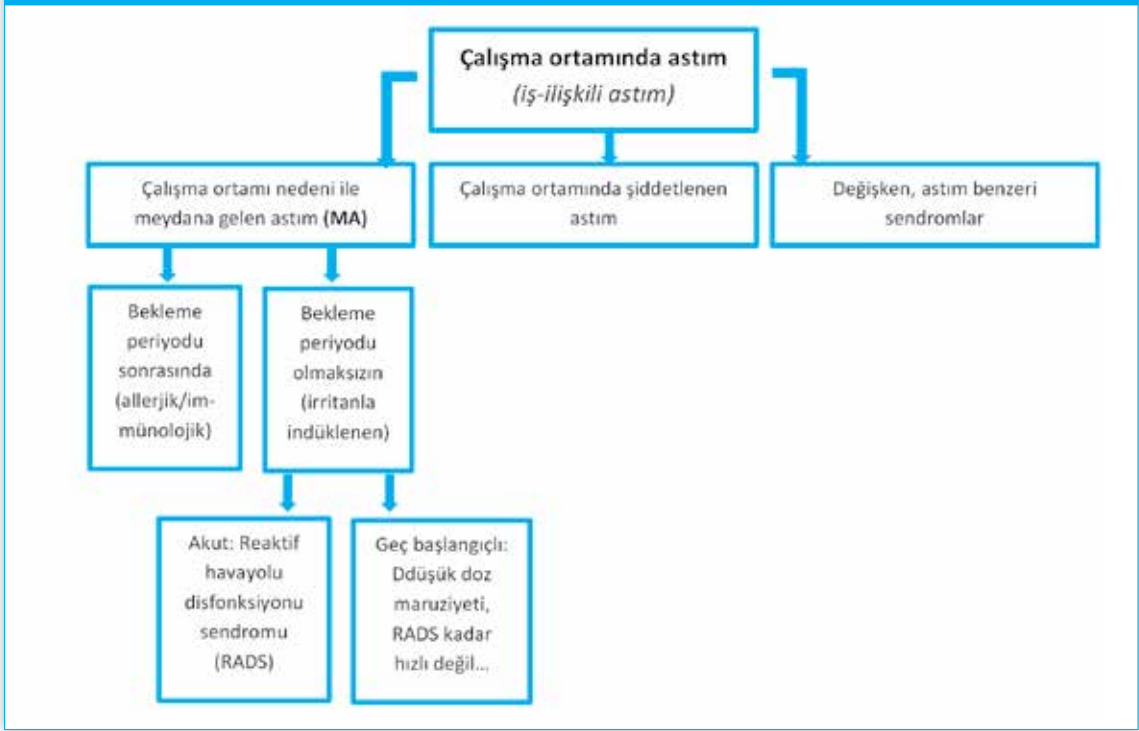 Çalışma ortamında astım
(iş-ilişkili astım)
Çalışma ortamı nedeni ile
meydana gelen astım (MA)
Çalışma ortamında şiddetlenen
astım
Değişken, astım benzeri
sendromlar
Bekleme
periyodu
sonrasında
(allerjik/im-
münolojik)
Bekleme
periyodu
olmaksızın
(irritanla
indüklenen)
Akut: Reaktif
havayolu
disfonksiyonu
sendromu
(RADS)
Geç başlangıçlı:
Ddüşük doz
maruziyeti,
RADS kadar
hızlı değil...